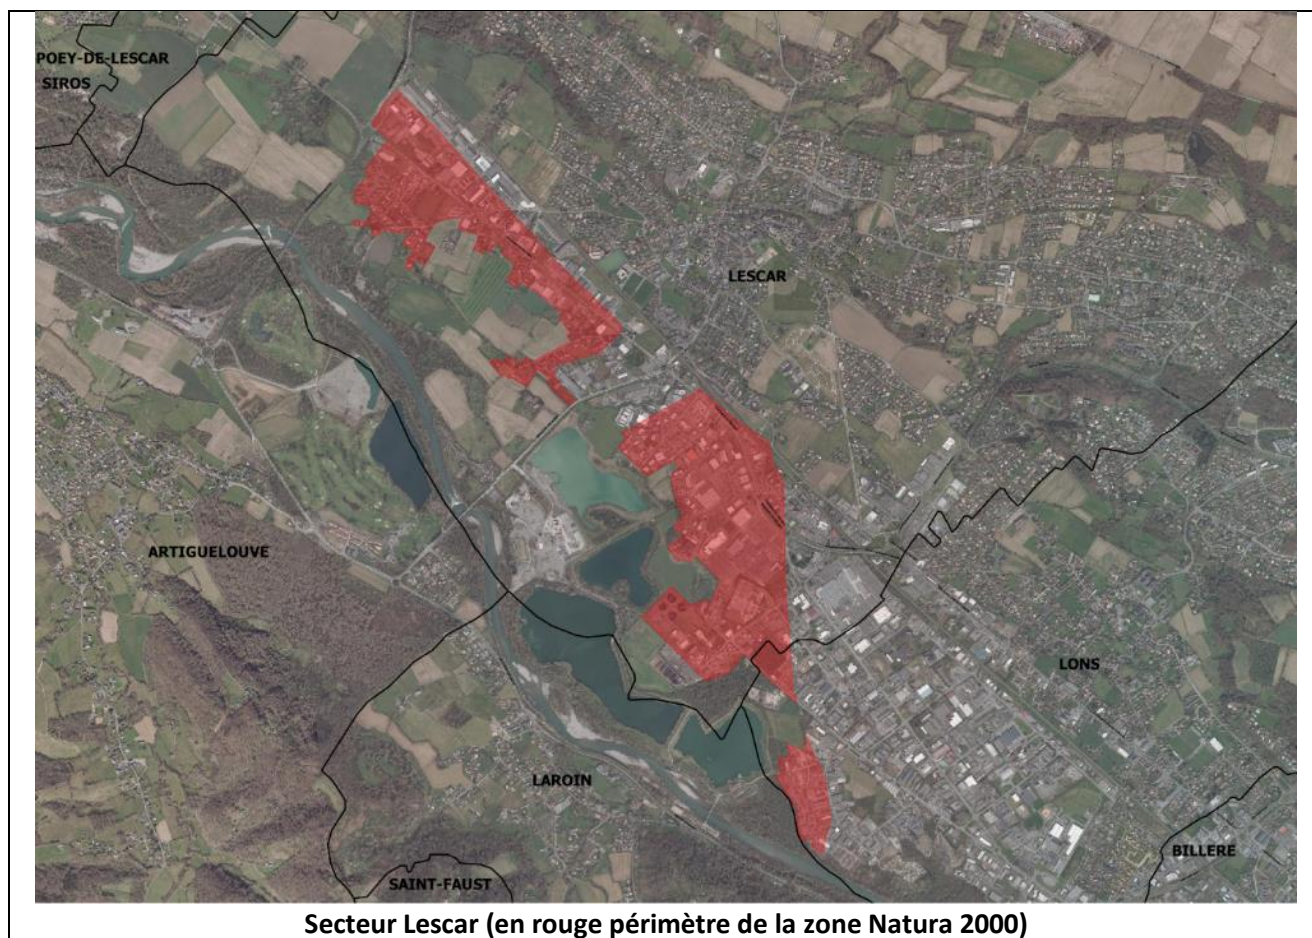 POEY-DE-LESCAR
SIROS
LESCAR
ARTIGUELOUVE
LONS
LAROIN
BILLERE
SAINT-FAUST
Secteur Lescar (en rouge périmètre de la zone Natura 2000)